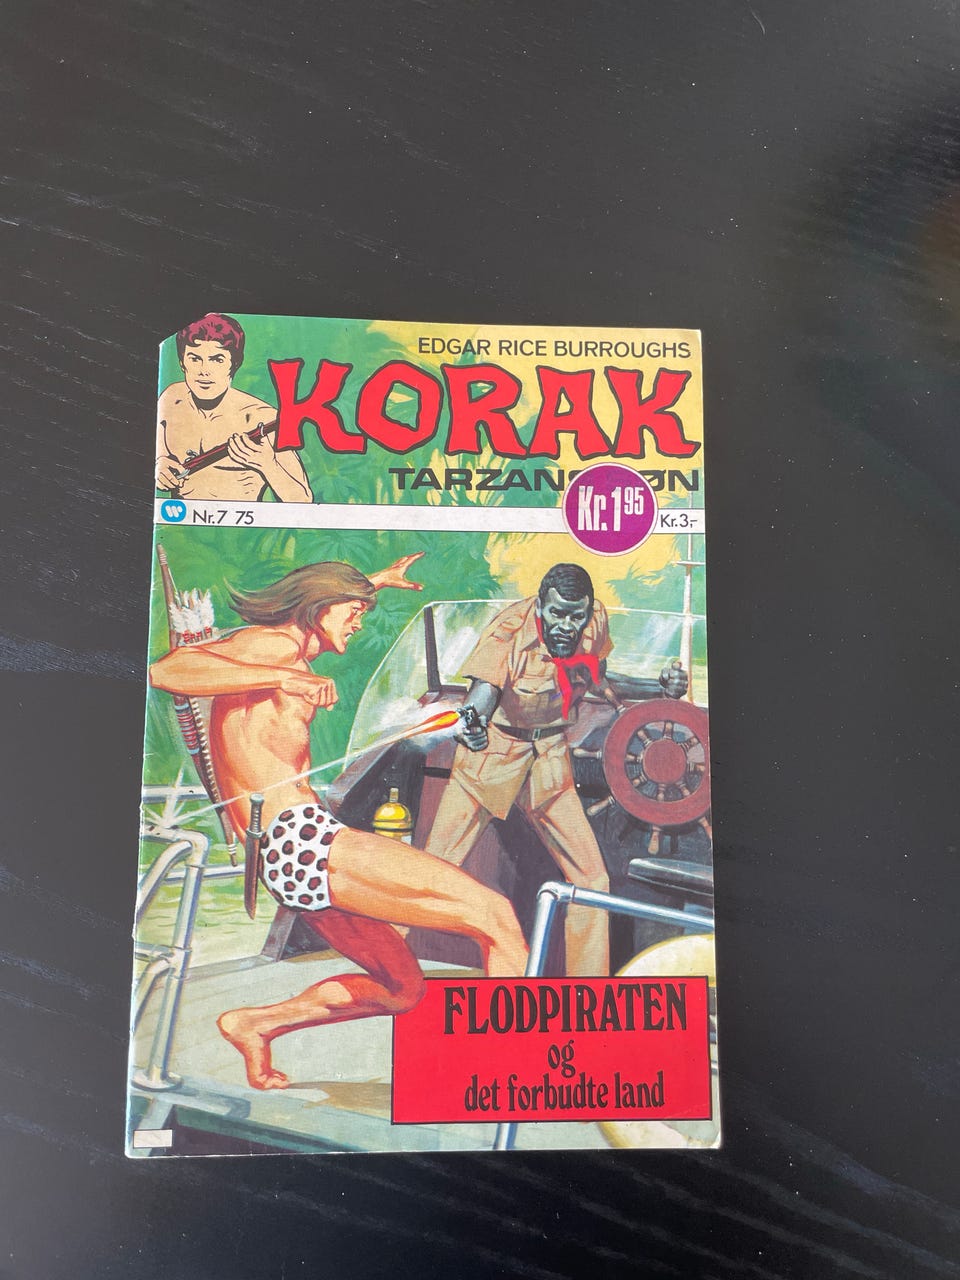 EDGAR RICE BURROUGHS
KORAK
TARZANS
Nr.7 75
Kr.1 95
Kr.3,-
FLODPIRATEN
og
det forbudte land